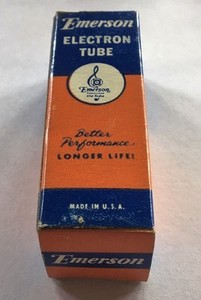 Emerson
ELECTRON
TUBE
Emerson
Better
Performance
LONGER LIFE!
MADE IN U.S.A.
Emerson